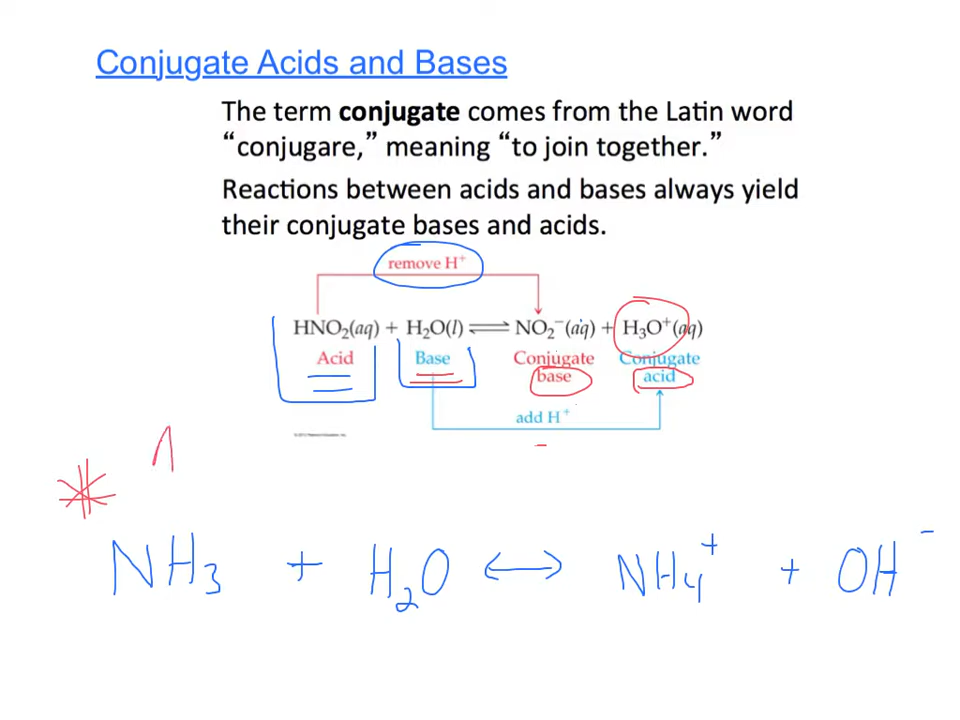 Conjugate Acids and Bases
The term conjugate comes from the Latin word
“conjugare,” meaning “to join together.”
Reactions between acids and bases always yield
their conjugate bases and acids.
remove H⁺
HNO₂(aq) + H₂O(l) ⇌ NO₂⁻(aq) + H₃O⁺(aq)
Acid Base Conjugate base Conjugate acid
add H⁺
NH₃ + H₂O ↔ NH₄⁺ + OH⁻